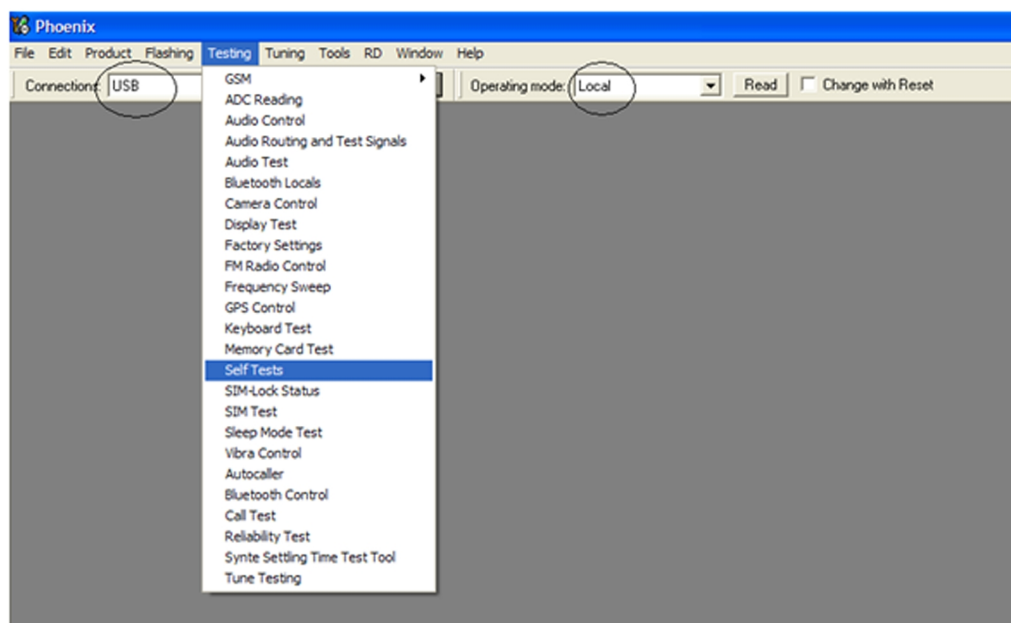 Phoenix
File Edit Product Flashing Testing Tuning Tools RD Window Help
Connections: USB Operating mode: Local Read Change with Reset
GSM
ADC Reading
Audio Control
Audio Routing and Test Signals
Audio Test
Bluetooth Locals
Camera Control
Display Test
Factory Settings
FM Radio Control
Frequency Sweep
GPS Control
Keyboard Test
Memory Card Test
Self Tests
SIM-Lock Status
SIM Test
Sleep Mode Test
Vibra Control
Autocaller
Bluetooth Control
Call Test
Reliability Test
Synte Settling Time Test Tool
Tune Testing